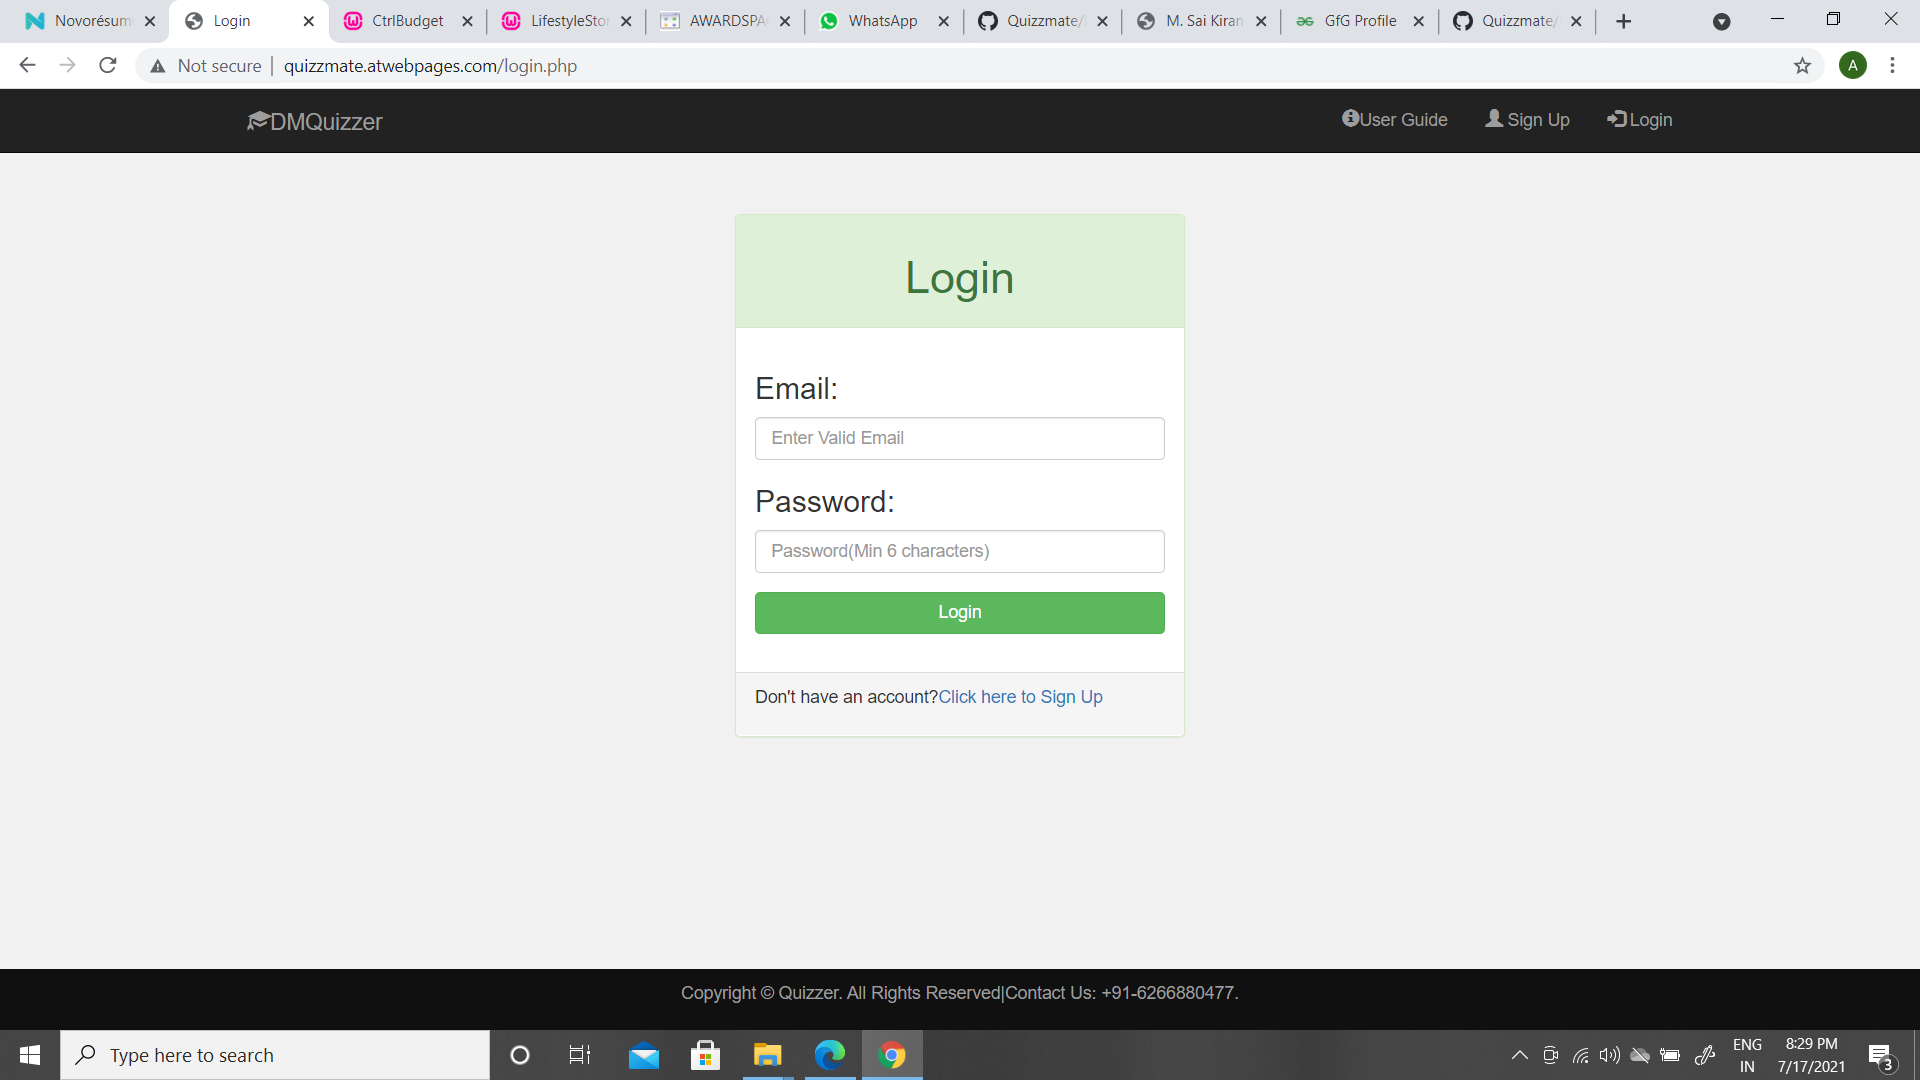 Novorésum
Login
CtrlBudget
LifestyleSto
AWARDSPA
WhatsApp
Quizzmate/
M. Sai Kiran
GfG Profile
Quizzmate/
Not secure
quizzmate.atwebpages.com/login.php
A
DMQuizzer
User Guide
Sign Up
Login
Login
Email:
Enter Valid Email
Password:
Password(Min 6 characters)
Login
Don't have an account?Click here to Sign Up
Copyright © Quizzer. All Rights Reserved|Contact Us: +91-6266880477.
Type here to search
ENG
IN
8:29 PM
7/17/2021
3